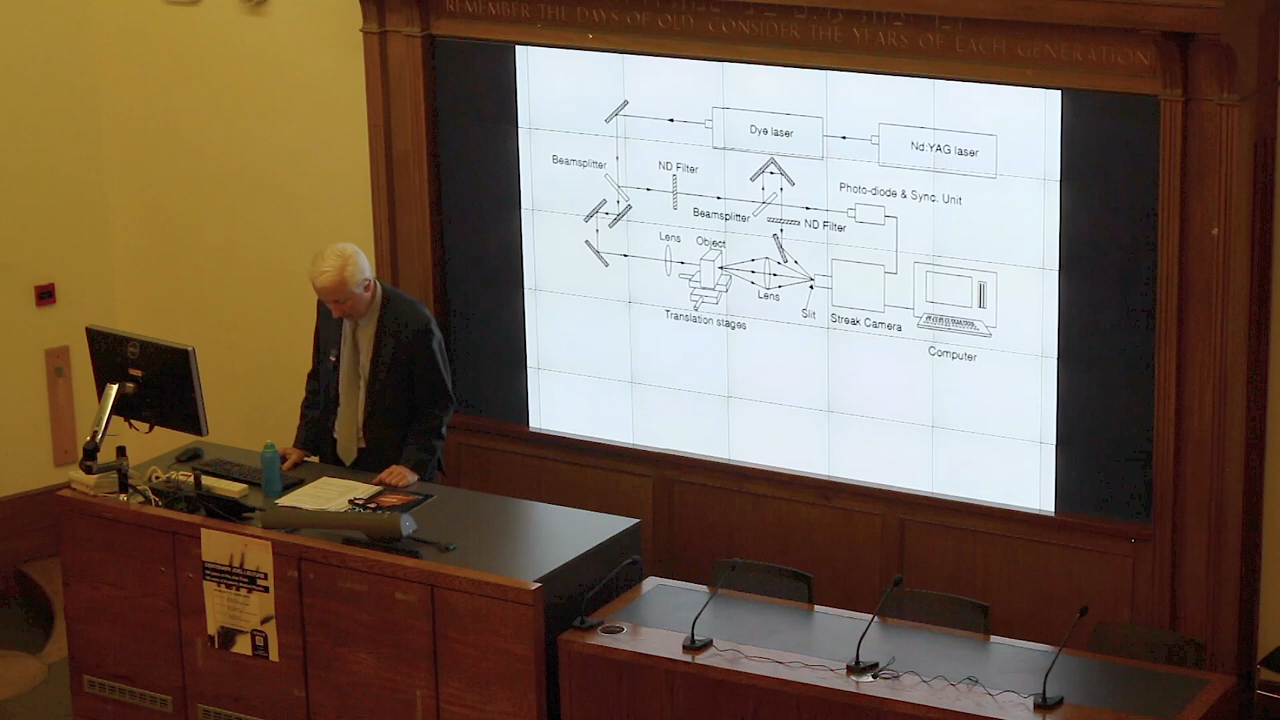 REMEMBER THE DAYS OF OLD CONSIDER THE YEARS OF EACH GENERATION
Dye laser
Nd:YAG laser
Beamsplitter
ND Filter
Photo-diode & Sync. Unit
Beamsplitter
ND Filter
Lens
Object
Lens
Slit
Translation stages
Streak Camera
Computer
DELL